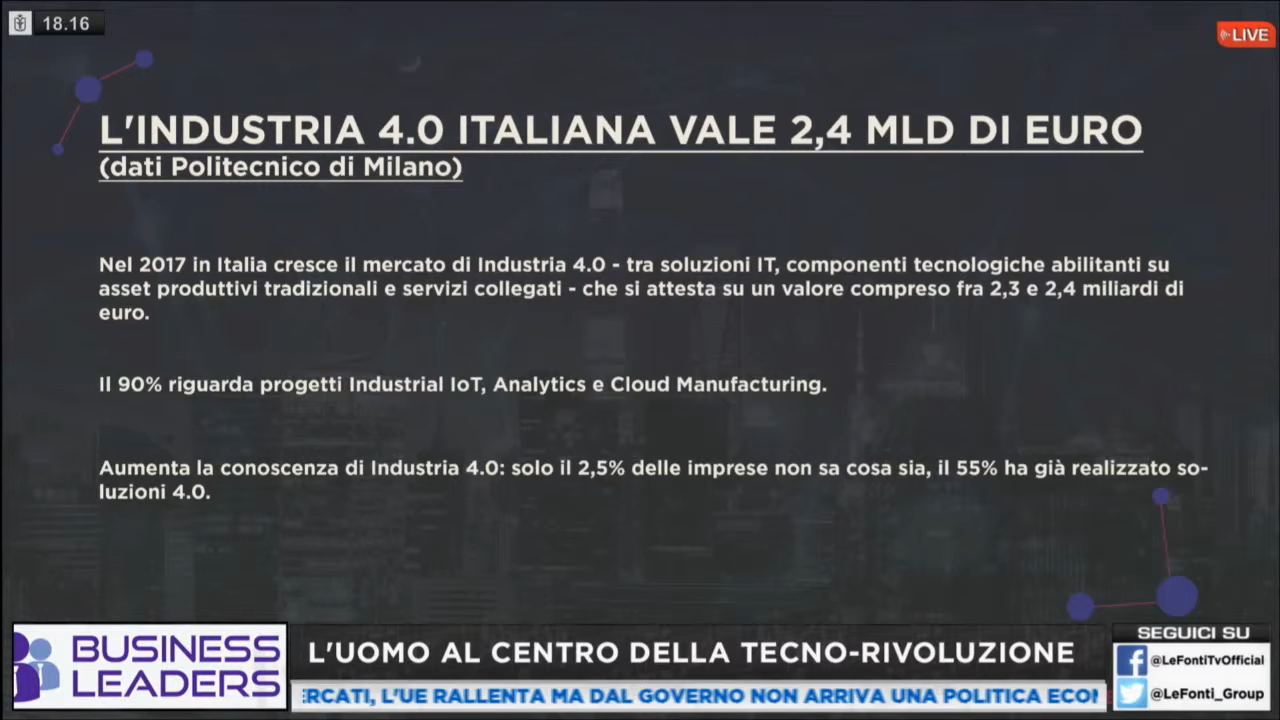 18.16
LIVE
L'INDUSTRIA 4.0 ITALIANA VALE 2,4 MLD DI EURO
(dati Politecnico di Milano)
Nel 2017 in Italia cresce il mercato di Industria 4.0 - tra soluzioni IT, componenti tecnologiche abilitanti su
asset produttivi tradizionali e servizi collegati - che si attesta su un valore compreso fra 2,3 e 2,4 miliardi di
euro.
Il 90% riguarda progetti Industrial IoT, Analytics e Cloud Manufacturing.
Aumenta la conoscenza di Industria 4.0: solo il 2,5% delle imprese non sa cosa sia, il 55% ha già realizzato so-
luzioni 4.0.
BUSINESS
LEADERS
L'UOMO AL CENTRO DELLA TECNO-RIVOLUZIONE
ERCATI, L'UE RALLENTA MA DAL GOVERNO NON ARRIVA UNA POLITICA ECO
SEGUICI SU
@LeFontiTvOfficial
@LeFonti_Group